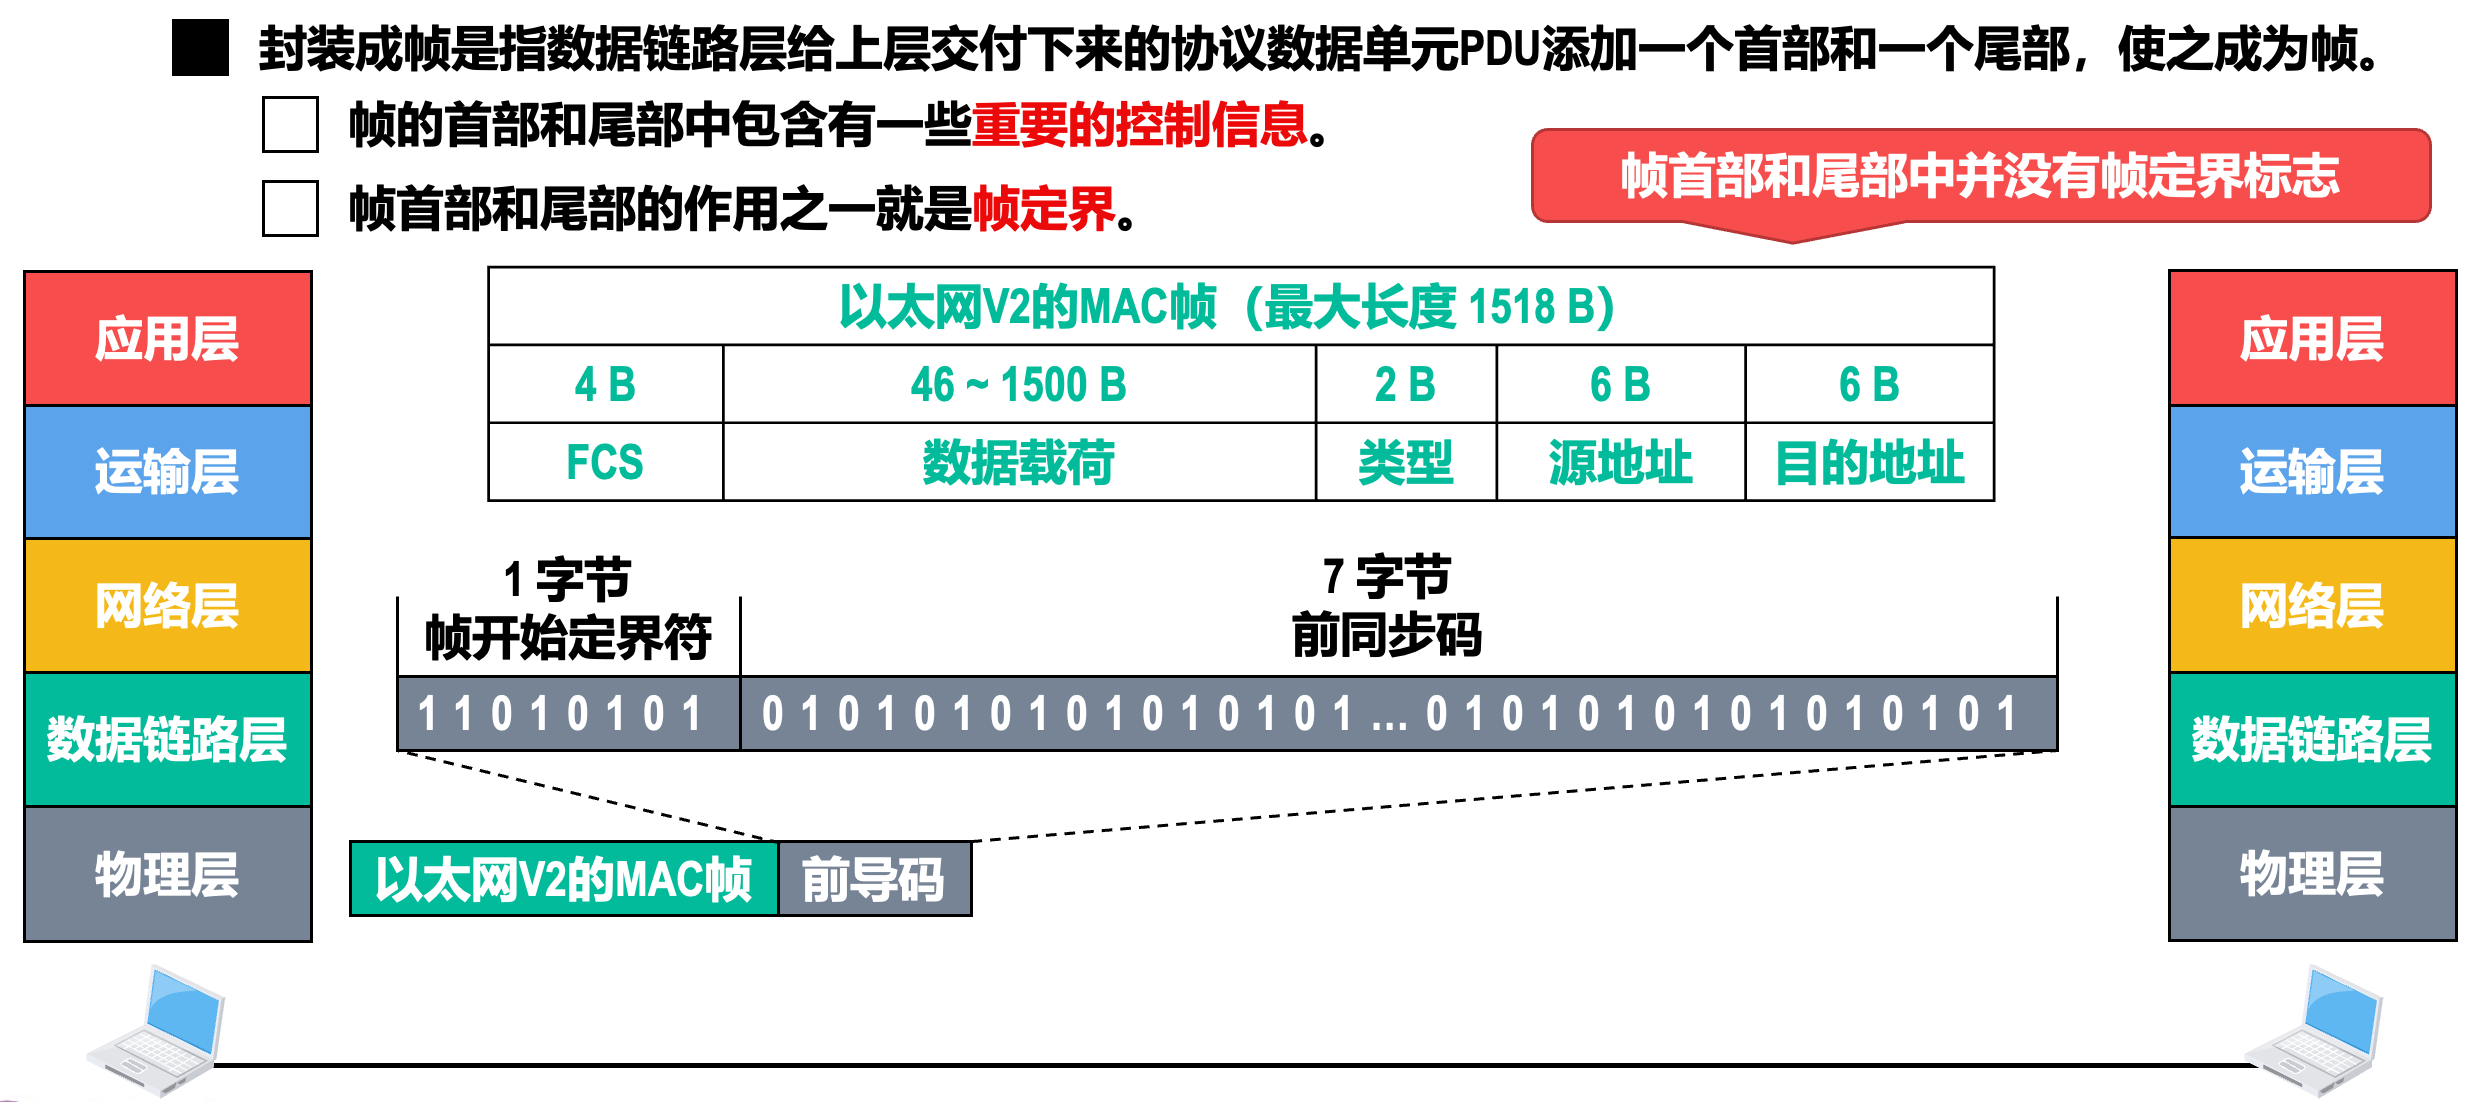 封装成帧是指数据链路层给上层交付下来的协议数据单元PDU添加一个首部和一个尾部，使之成为帧。
帧的首部和尾部中包含有一些重要的控制信息。
帧首部和尾部的作用之一就是帧定界。
帧首部和尾部中并没有帧定界标志
应用层
运输层
网络层
数据链路层
物理层
以太网V2的MAC帧（最大长度 1518 B）
4 B 46 ~ 1500 B 2 B 6 B 6 B
FCS 数据载荷 类型 源地址 目的地址
1 字节
帧开始定界符
7 字节
前同步码
1 1 0 1 0 1 0 1 0 1 0 1 0 1 0 1 0 1 0 1 0 1 0 1 ... 0 1 0 1 0 1 0 1 0 1 0 1 0 1 0 1
以太网V2的MAC帧 前导码
应用层
运输层
网络层
数据链路层
物理层